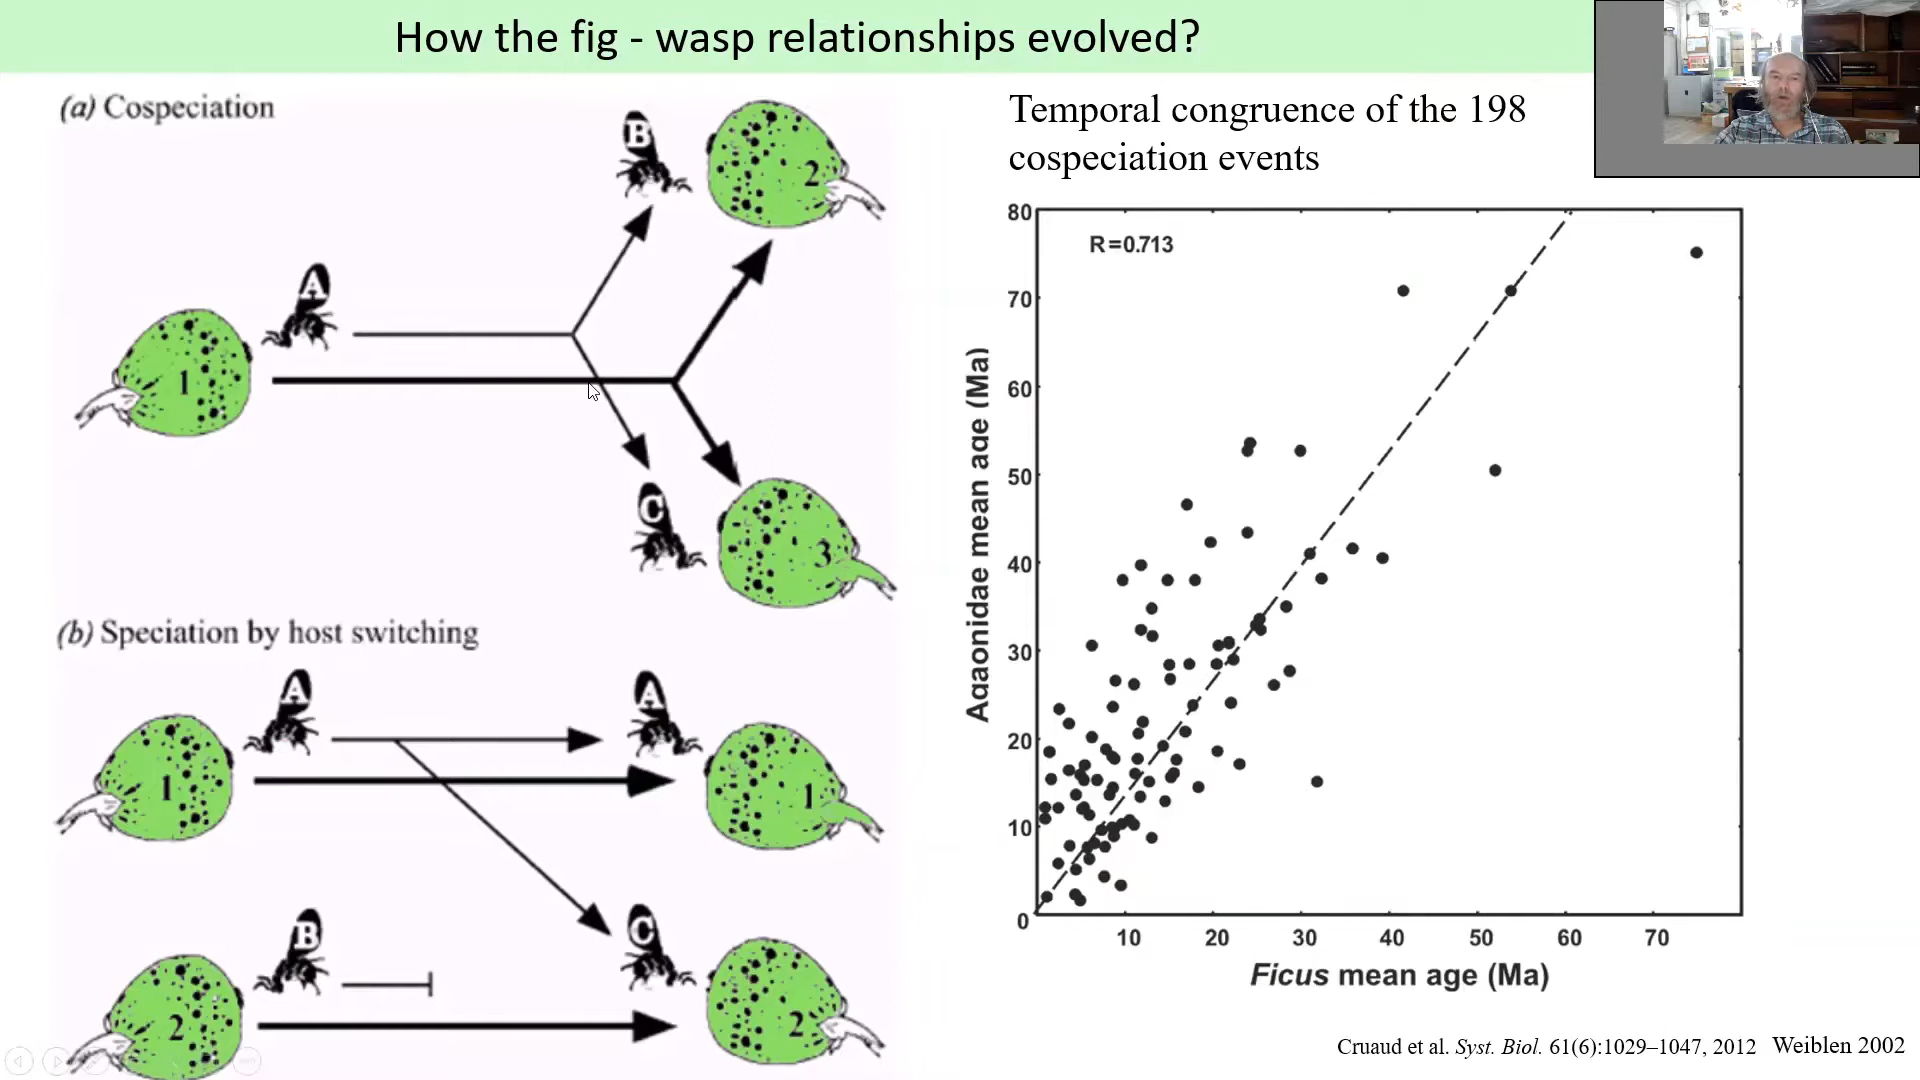 How the fig - wasp relationships evolved?
(a) Cospeciation
B
2
A
1
C
3
(b) Speciation by host switching
A
A
1
1
B
C
2
2
Temporal congruence of the 198
cospeciation events
R=0.713
80
70
60
50
40
30
20
10
0
Agaonidae mean age (Ma)
10 20 30 40 50 60 70
Ficus mean age (Ma)
Cruaud et al. Syst. Biol. 61(6):1029–1047, 2012 Weiblen 2002